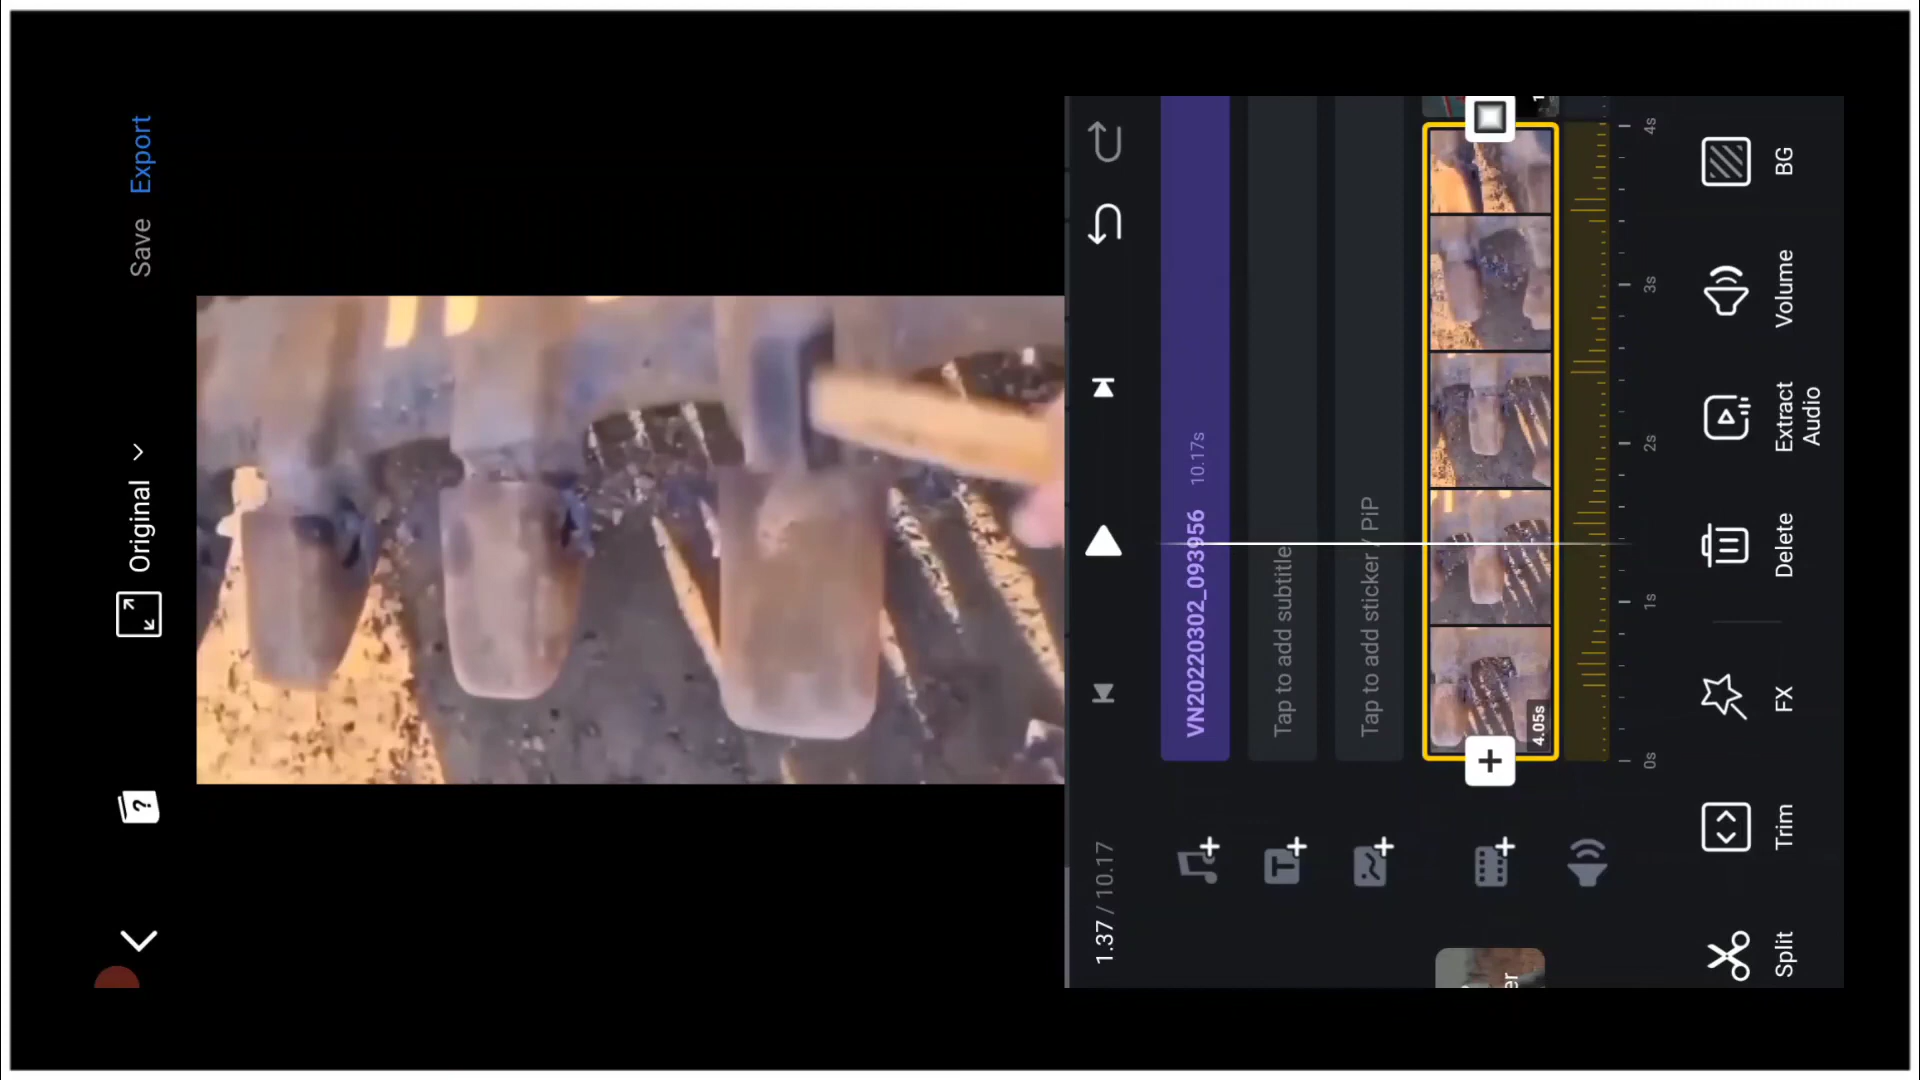 Original
Save
Export
1.37 / 10.17
VN20220302_093956 10.17s
Tap to add subtitle
Tap to add sticker / PiP
4.05s
0s
1s
2s
3s
4s
Split
Trim
FX
Delete
Extract
Audio
Volume
BG